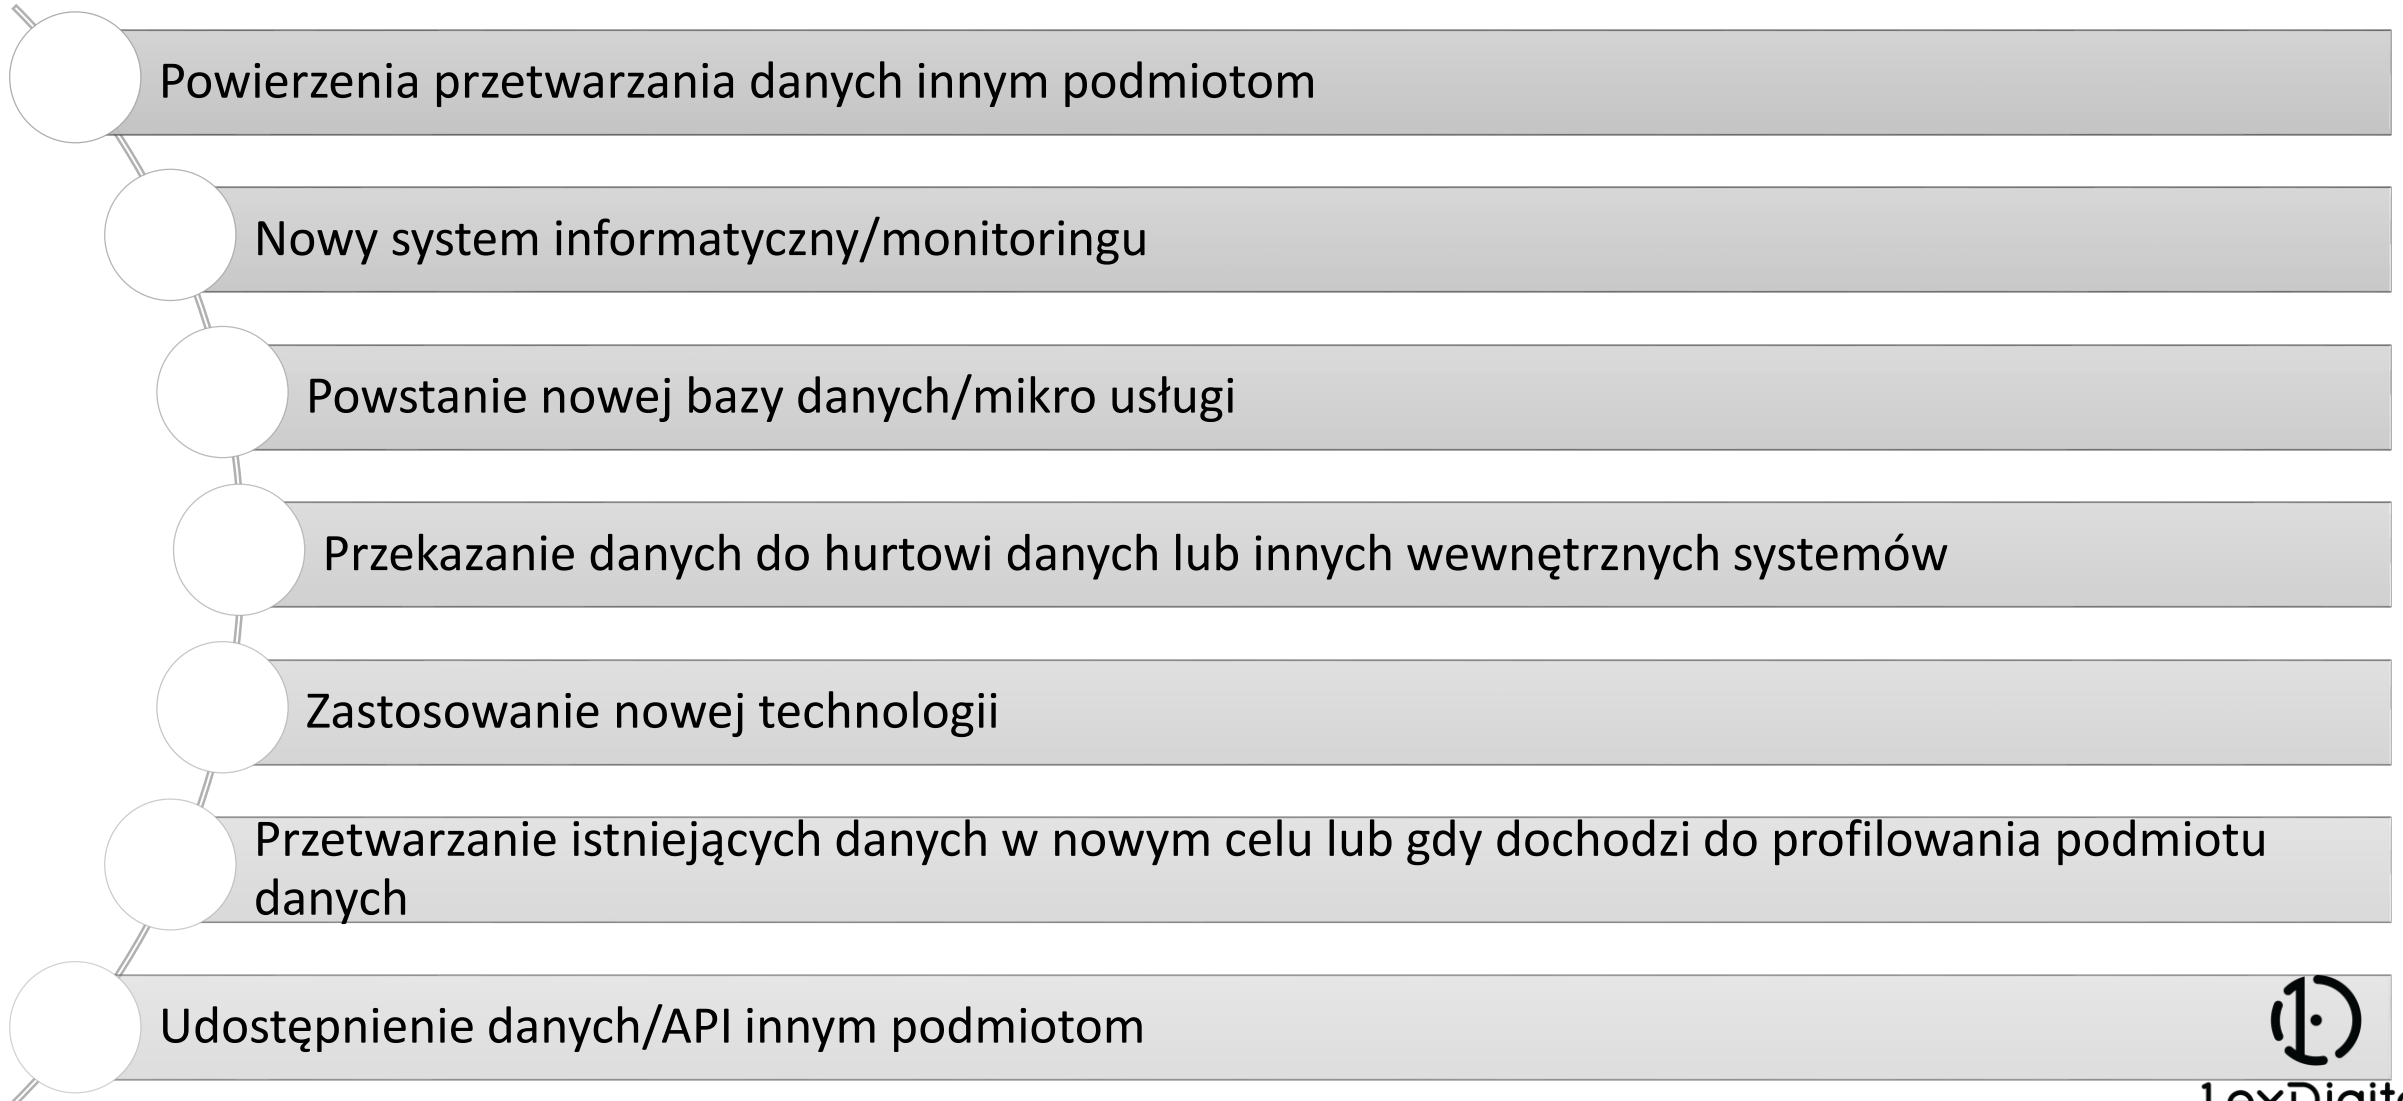 Powierzenia przetwarzania danych innym podmiotom
Nowy system informatyczny/monitoringu
Powstanie nowej bazy danych/mikro usługi
Przekazanie danych do hurtowi danych lub innych wewnętrznych systemów
Zastosowanie nowej technologii
Przetwarzanie istniejących danych w nowym celu lub gdy dochodzi do profilowania podmiotu
danych
Udostępnienie danych/API innym podmiotom